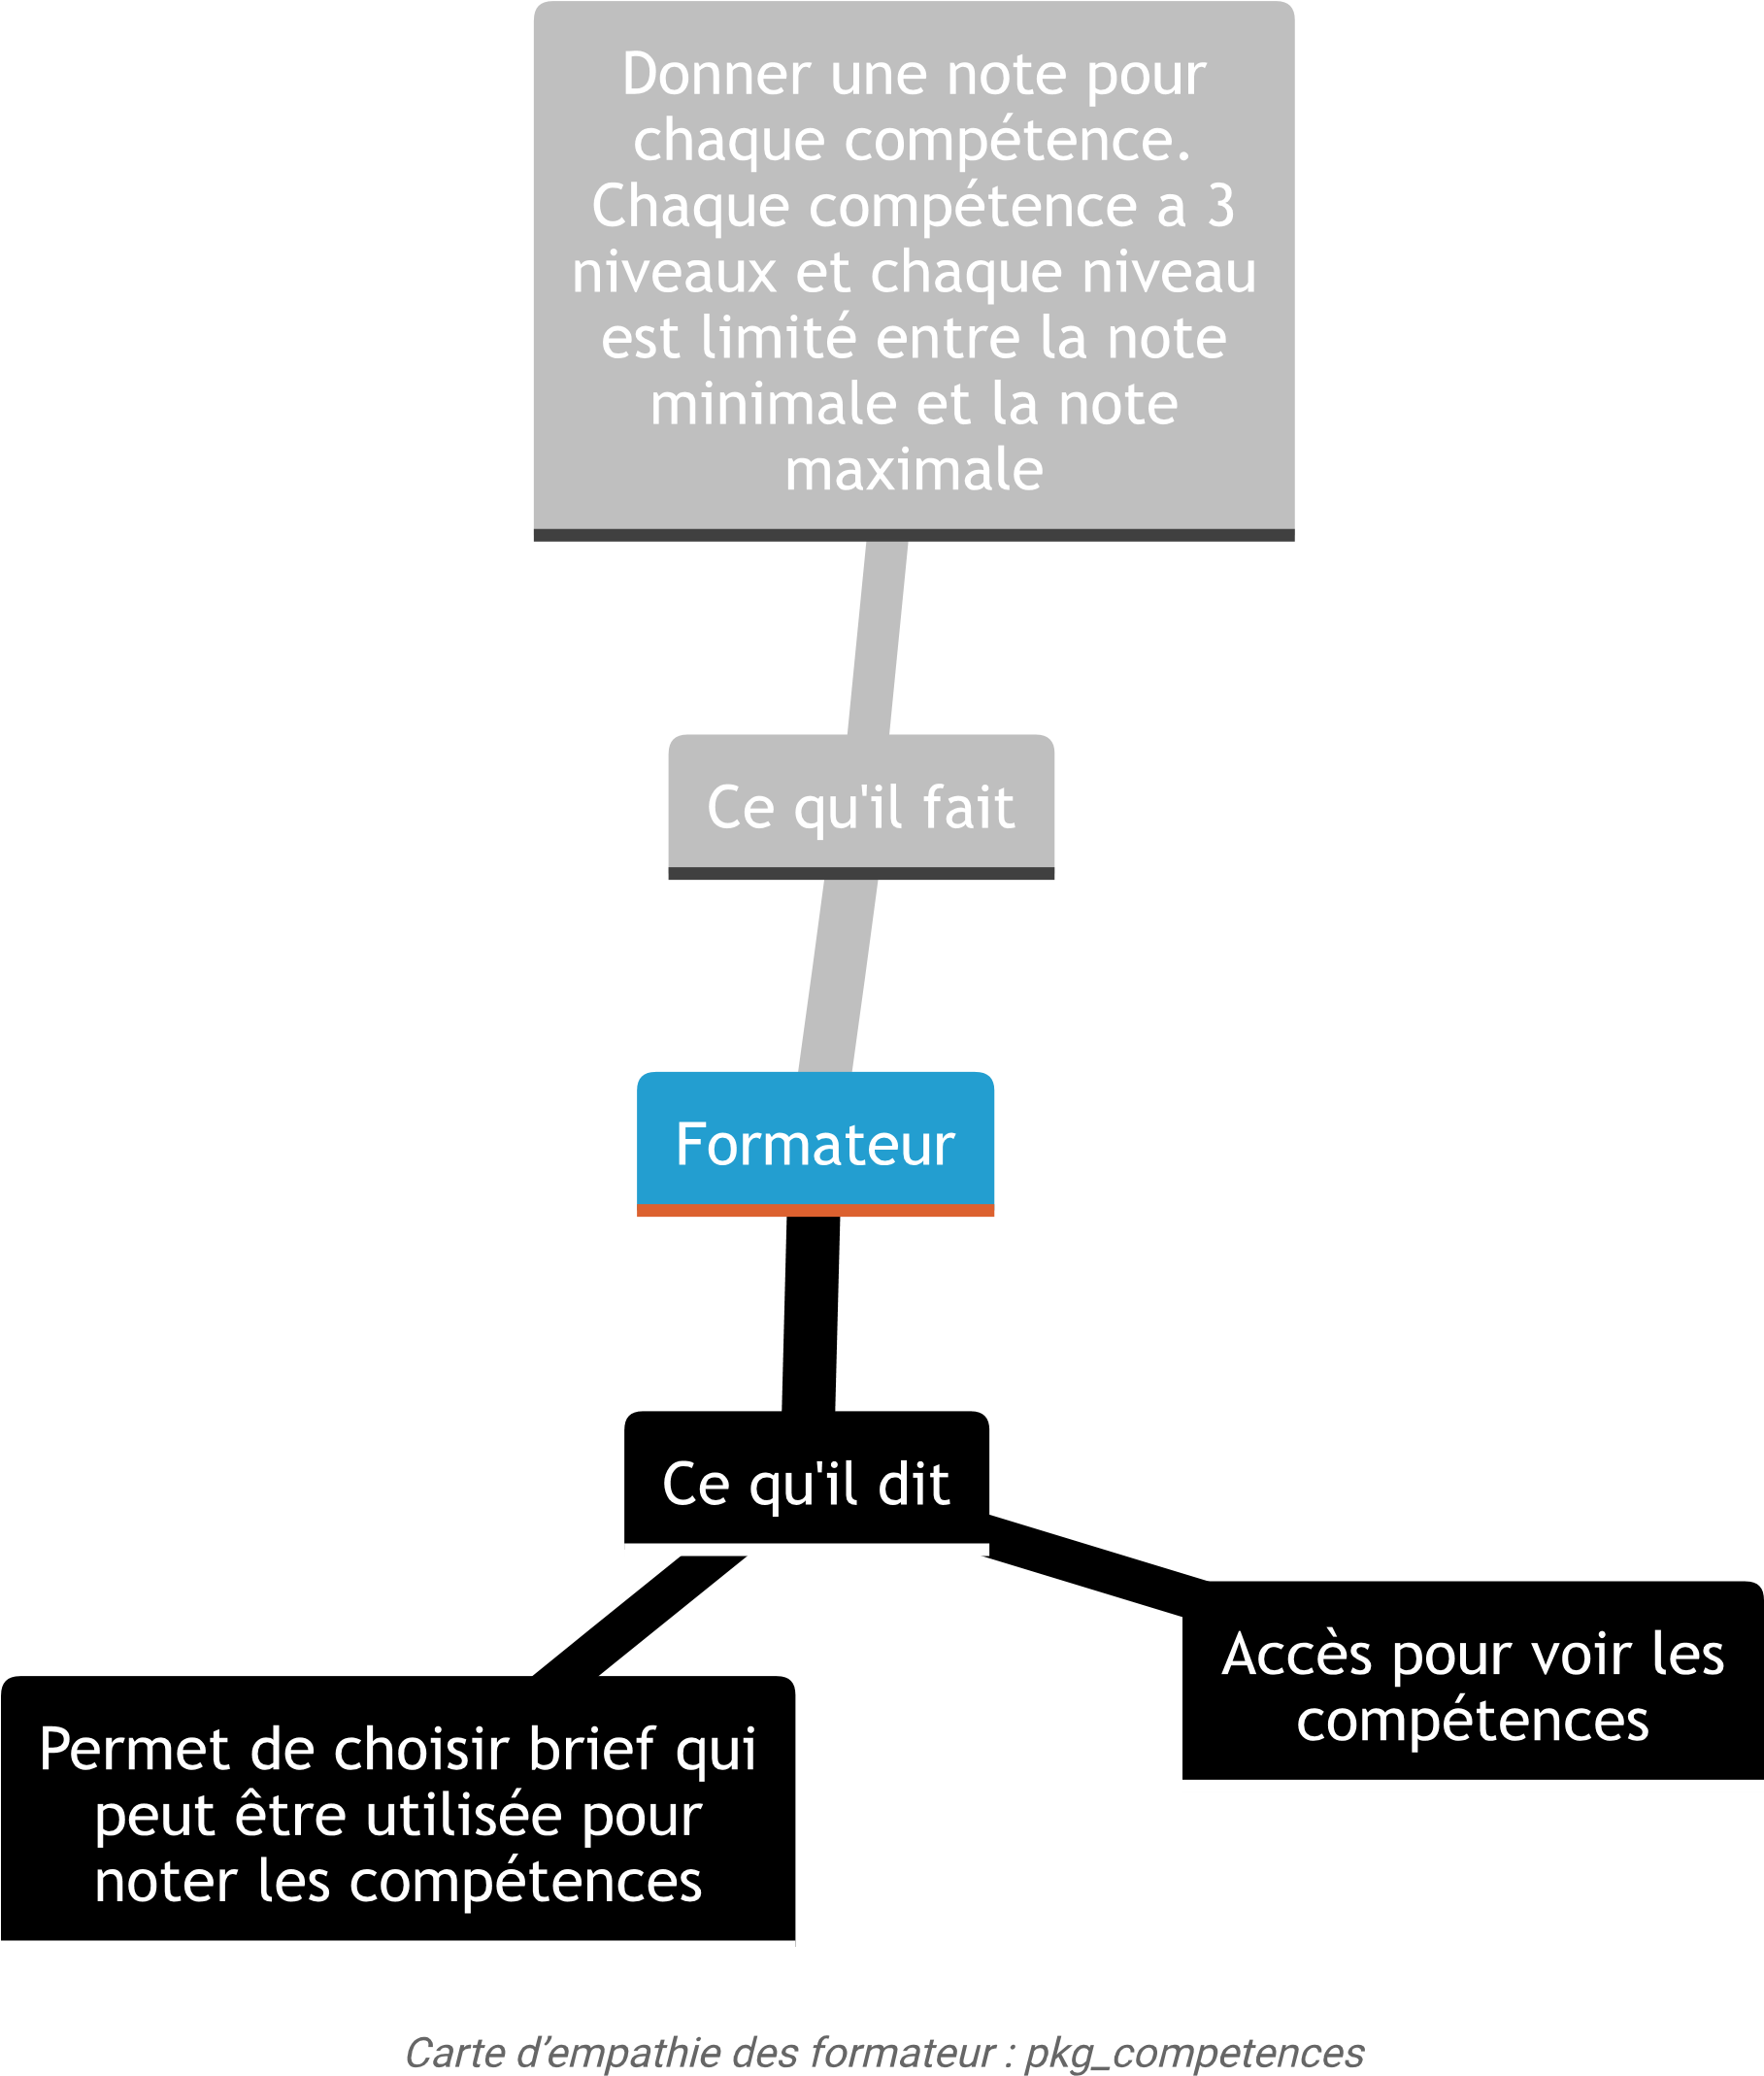 Donner une note pour
chaque compétence.
Chaque compétence a 3
niveaux et chaque niveau
est limité entre la note
minimale et la note
maximale
Ce qu'il fait
Formateur
Ce qu'il dit
Accès pour voir les
compétences
Permet de choisir brief qui
peut être utilisée pour
noter les compétences
Carte d’empathie des formateur : pkg_competences